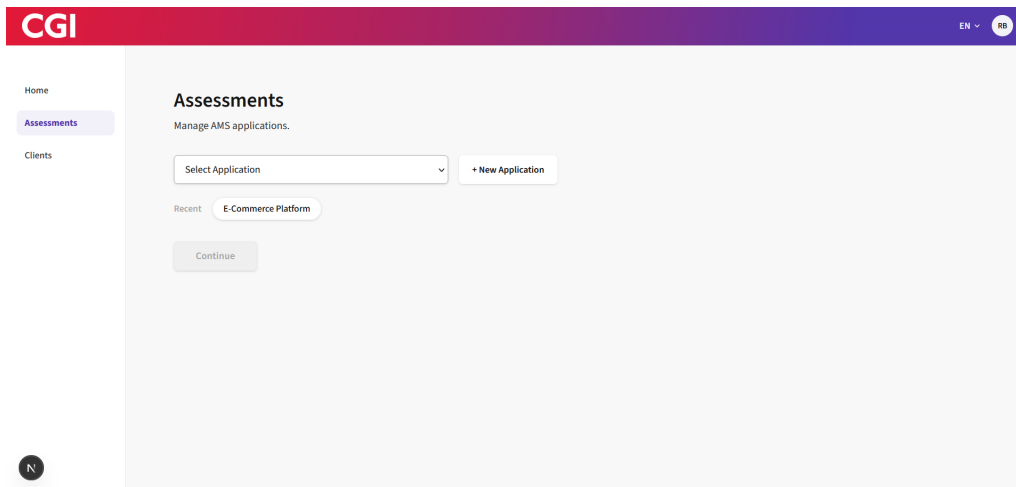 CGI
EN
RB
Home
Assessments
Clients
Assessments
Manage AMS applications.
Select Application
+ New Application
Recent
E-Commerce Platform
Continue
N